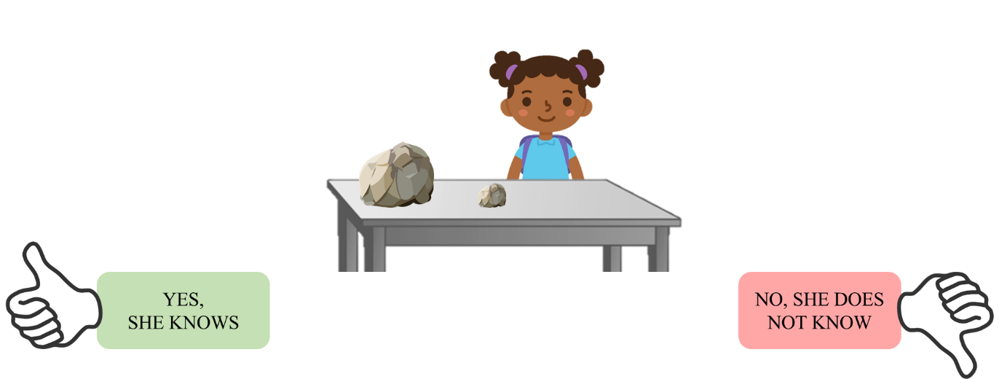 YES,
SHE KNOWS
NO, SHE DOES
NOT KNOW